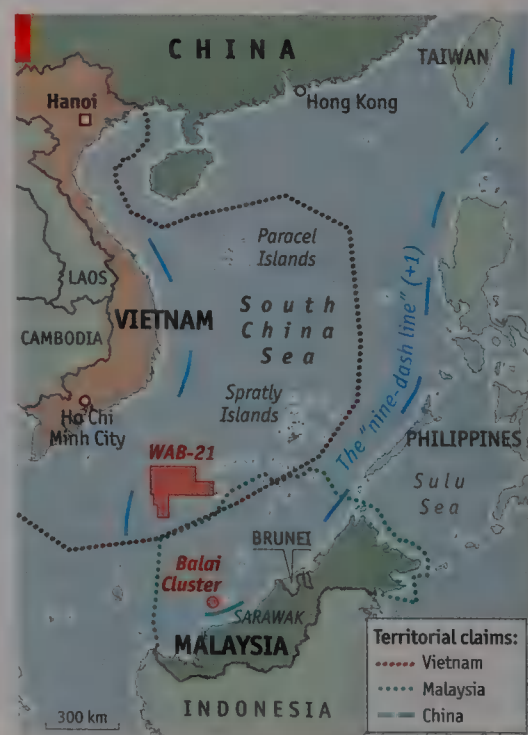 CHINA
TAIWAN
Hanoi
Hong Kong
Paracel
Islands
LAOS
VIETNAM
South
China
Sea
CAMBODIA
The "nine-dash line" (+1)
Spratly
Islands
Ho Chi
Minh City
PHILIPPINES
WAB-21
Sulu
Sea
BRUNEI
Balai
Cluster
SARAWAK
MALAYSIA
INDONESIA
300 km
Territorial claims:
Vietnam
Malaysia
China